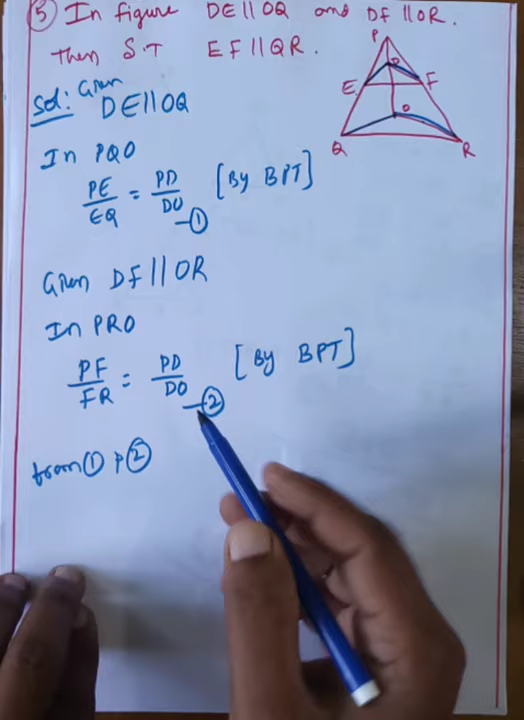 5 In figure DE||OQ and DF||OR.
Then S.T EF||QR.
P
D
E F
O
Q R
Sol: Given DE||OQ
In PQO
PE/EQ = PD/DO [By BPT]
—①
Given DF||OR
In PRO
PF/FR = PD/DO [By BPT]
—②
from ① & ②